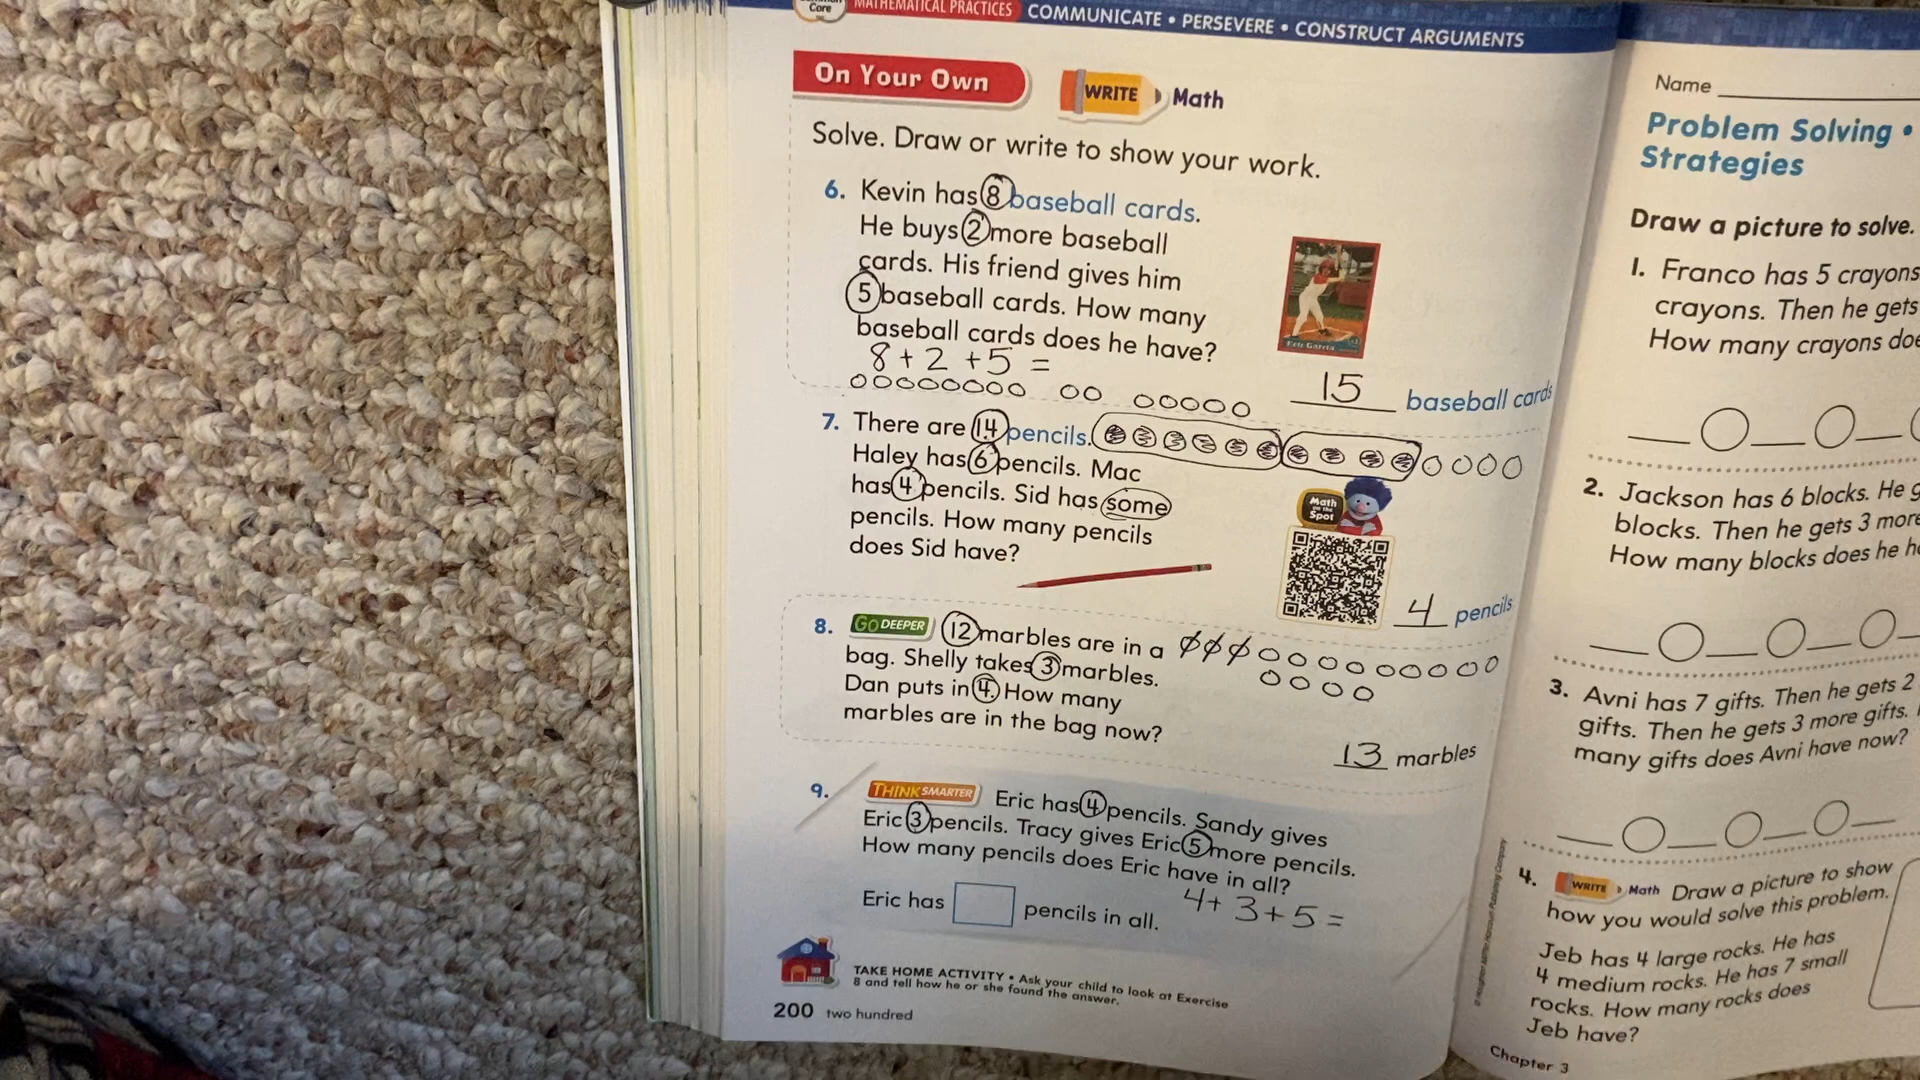 Core
MATHEMATICAL PRACTICES COMMUNICATE • PERSEVERE • CONSTRUCT ARGUMENTS
On Your Own WRITE Math
Solve. Draw or write to show your work.
6. Kevin has 8 baseball cards.
He buys 2 more baseball
cards. His friend gives him
5 baseball cards. How many
baseball cards does he have?
8 + 2 + 5 =
15 baseball cards
7. There are 14 pencils.
Haley has 6 pencils. Mac
has 4 pencils. Sid has some
pencils. How many pencils
does Sid have?
Math
on the
Spot
4 pencils
8. GO DEEPER 12 marbles are in a
bag. Shelly takes 3 marbles.
Dan puts in 4. How many
marbles are in the bag now?
13 marbles
9. THINK SMARTER Eric has 4 pencils. Sandy gives
Eric 3 pencils. Tracy gives Eric 5 more pencils.
How many pencils does Eric have in all?
4 + 3 + 5 =
Eric has pencils in all.
TAKE HOME ACTIVITY • Ask your child to look at Exercise
8 and tell how he or she found the answer.
200 two hundred
Name
Problem Solving •
Strategies
Draw a picture to solve.
1. Franco has 5 crayons
crayons. Then he gets
How many crayons
2. Jackson has 6 blocks. He
blocks. Then he gets 3 more
How many blocks does he
3. Avni has 7 gifts. Then he gets 2
gifts. Then he gets 3 more gifts.
many gifts does Avni have now?
4. WRITE Math Draw a picture to show
how you would solve this problem.
Jeb has 4 large rocks. He has
4 medium rocks. He has 7 small
rocks. How many rocks does
Jeb have?
Chapter 3